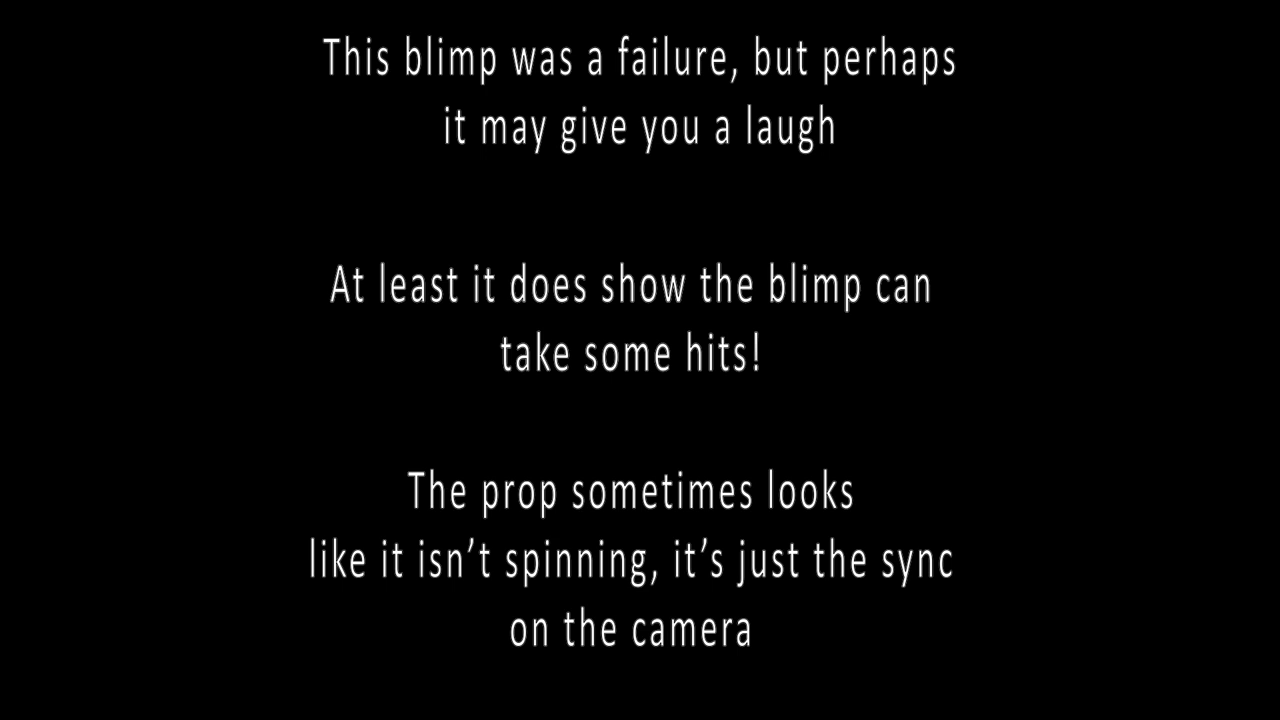 This blimp was a failure, but perhaps
it may give you a laugh
At least it does show the blimp can
take some hits!
The prop sometimes looks
like it isn’t spinning, it’s just the sync
on the camera